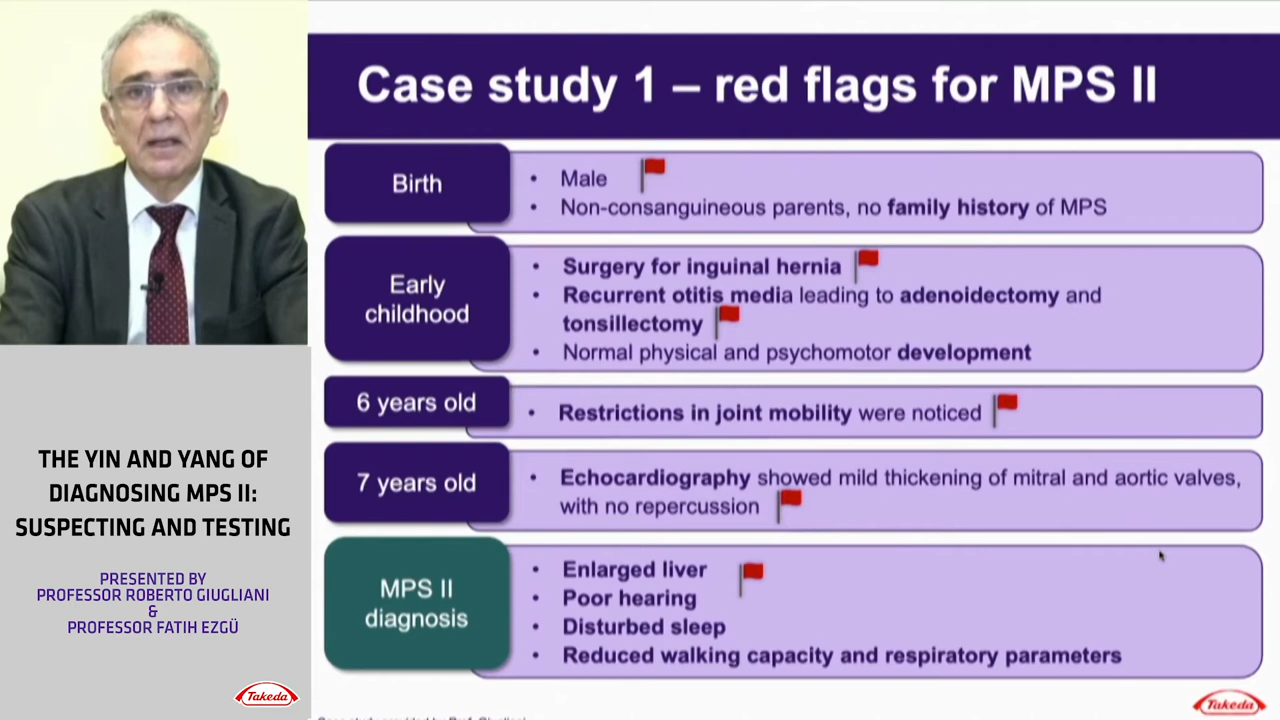 Case study 1 – red flags for MPS II
Birth
• Male
• Non-consanguineous parents, no family history of MPS
Early
childhood
• Surgery for inguinal hernia
• Recurrent otitis media leading to adenoidectomy and
tonsillectomy
• Normal physical and psychomotor development
6 years old
• Restrictions in joint mobility were noticed
7 years old
• Echocardiography showed mild thickening of mitral and aortic valves,
with no repercussion
MPS II
diagnosis
• Enlarged liver
• Poor hearing
• Disturbed sleep
• Reduced walking capacity and respiratory parameters
THE YIN AND YANG OF
DIAGNOSING MPS II:
SUSPECTING AND TESTING
PRESENTED BY
PROFESSOR ROBERTO GIUGLIANI
&
PROFESSOR FATIH EZGÜ
Takeda
Takeda